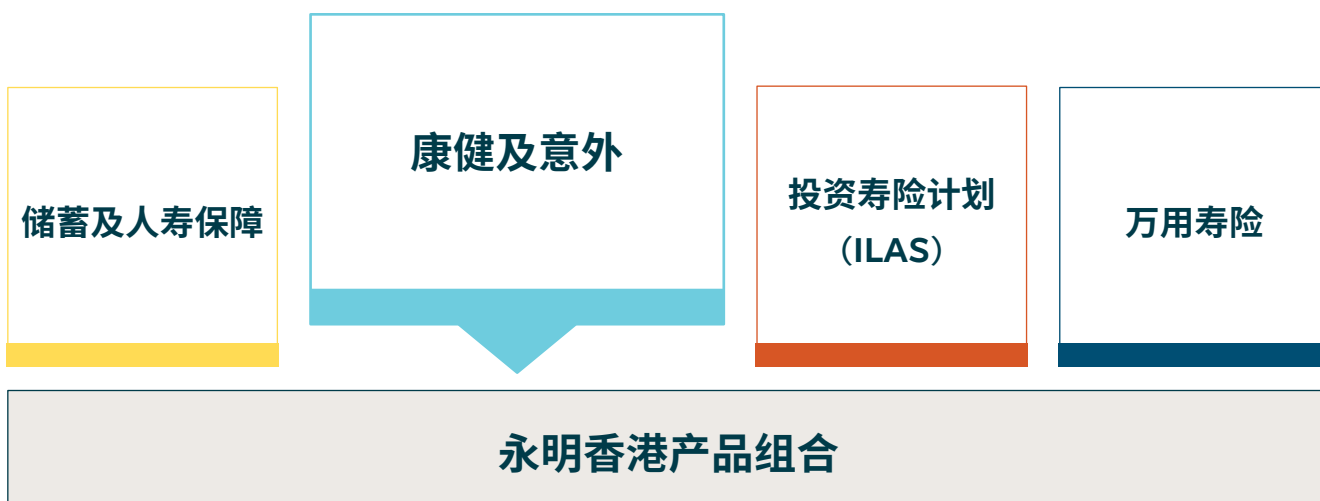 储蓄及人寿保障
康健及意外
投资寿险计划
（ILAS）
万用寿险
永明香港产品组合